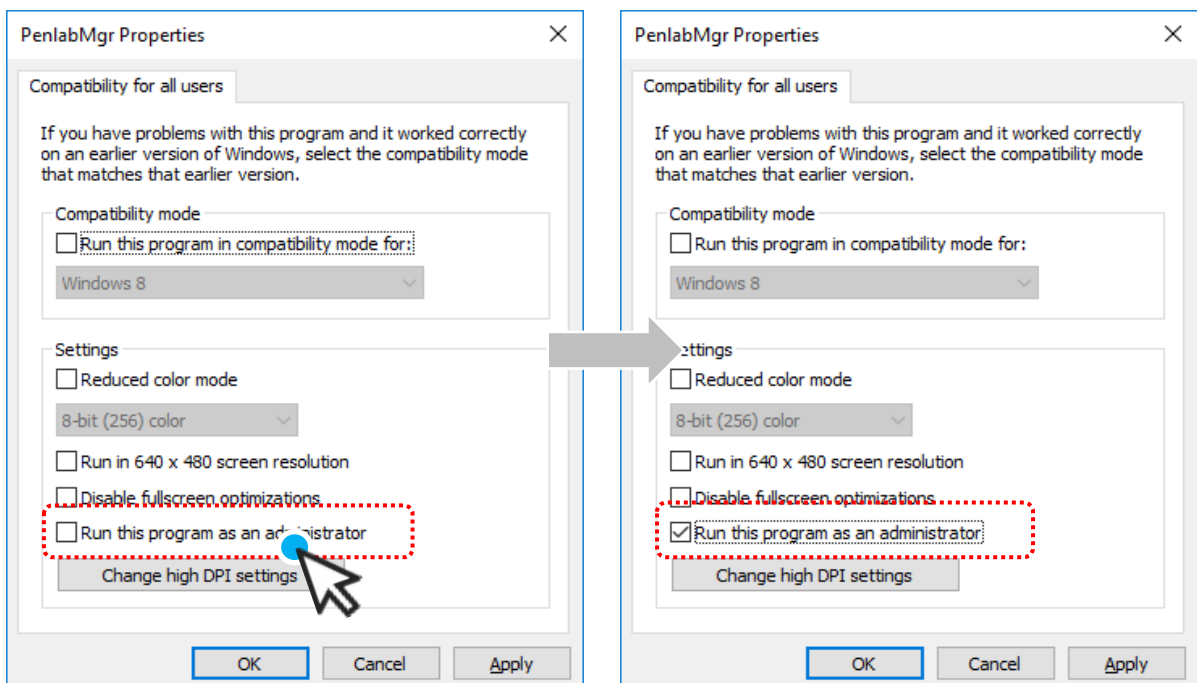 PenlabMgr Properties
Compatibility for all users
If you have problems with this program and it worked correctly
on an earlier version of Windows, select the compatibility mode
that matches that earlier version.
Compatibility mode
Run this program in compatibility mode for:
Windows 8
Settings
Reduced color mode
8-bit (256) color
Run in 640 x 480 screen resolution
Disable fullscreen optimizations
Run this program as an administrator
Change high DPI settings
OK Cancel Apply
PenlabMgr Properties
Compatibility for all users
If you have problems with this program and it worked correctly
on an earlier version of Windows, select the compatibility mode
that matches that earlier version.
Compatibility mode
Run this program in compatibility mode for:
Windows 8
ettings
Reduced color mode
8-bit (256) color
Run in 640 x 480 screen resolution
Disable fullscreen optimizations
Run this program as an administrator
Change high DPI settings
OK Cancel Apply